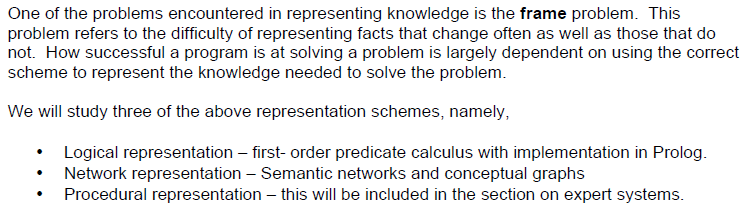 One of the problems encountered in representing knowledge is the frame problem.  This
problem refers to the difficulty of representing facts that change often as well as those that do
not.  How successful a program is at solving a problem is largely dependent on using the correct
scheme to represent the knowledge needed to solve the problem.
We will study three of the above representation schemes, namely,
• Logical representation – first- order predicate calculus with implementation in Prolog.
• Network representation – Semantic networks and conceptual graphs
• Procedural representation – this will be included in the section on expert systems.